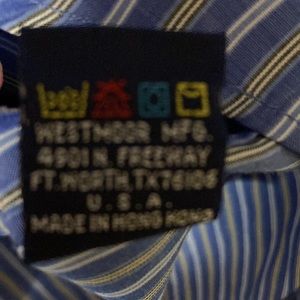 WESTMOOR MFG.
4901 N. FREEWAY
FT. WORTH, TX 76106
U.S.A.
MADE IN HONG KONG